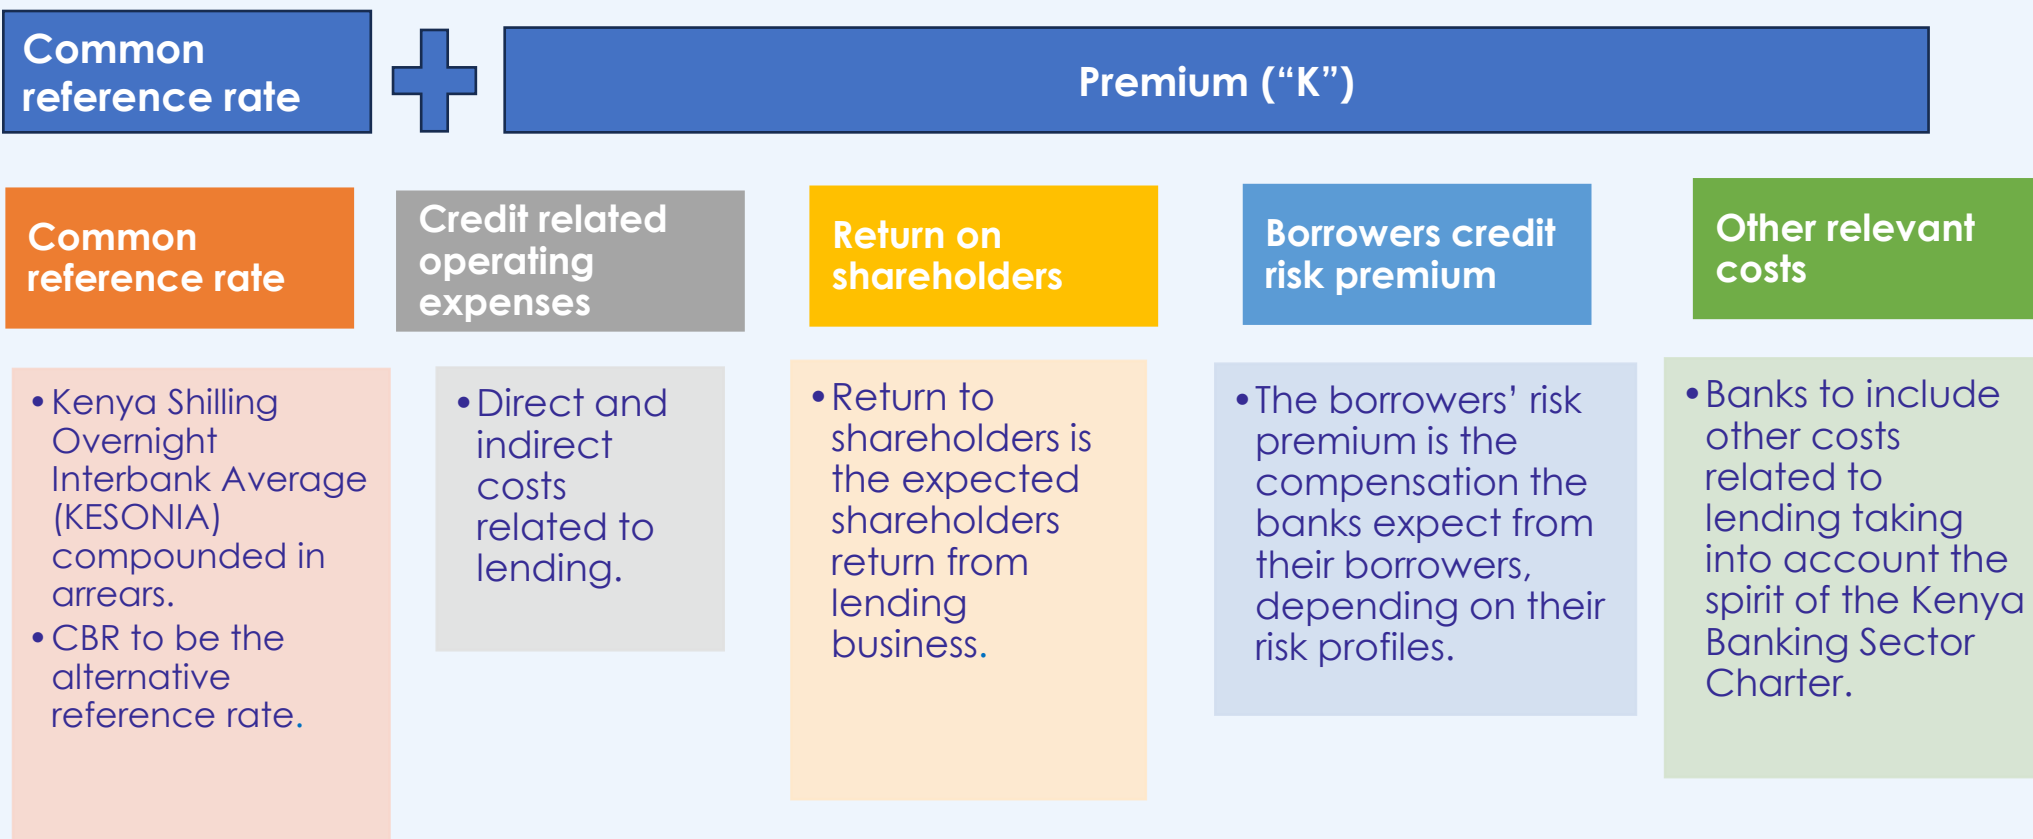 Common
reference rate
Premium (“K”)
Common
reference rate
Credit related
operating
expenses
Return on
shareholders
Borrowers credit
risk premium
Other relevant
costs
•Kenya Shilling
Overnight
Interbank Average
(KESONIA)
compounded in
arrears.
•CBR to be the
alternative
reference rate.
•Direct and
indirect
costs
related to
lending.
•Return to
shareholders is
the expected
shareholders
return from
lending
business.
•The borrowers’ risk
premium is the
compensation the
banks expect from
their borrowers,
depending on their
risk profiles.
•Banks to include
other costs
related to
lending taking
into account the
spirit of the Kenya
Banking Sector
Charter.